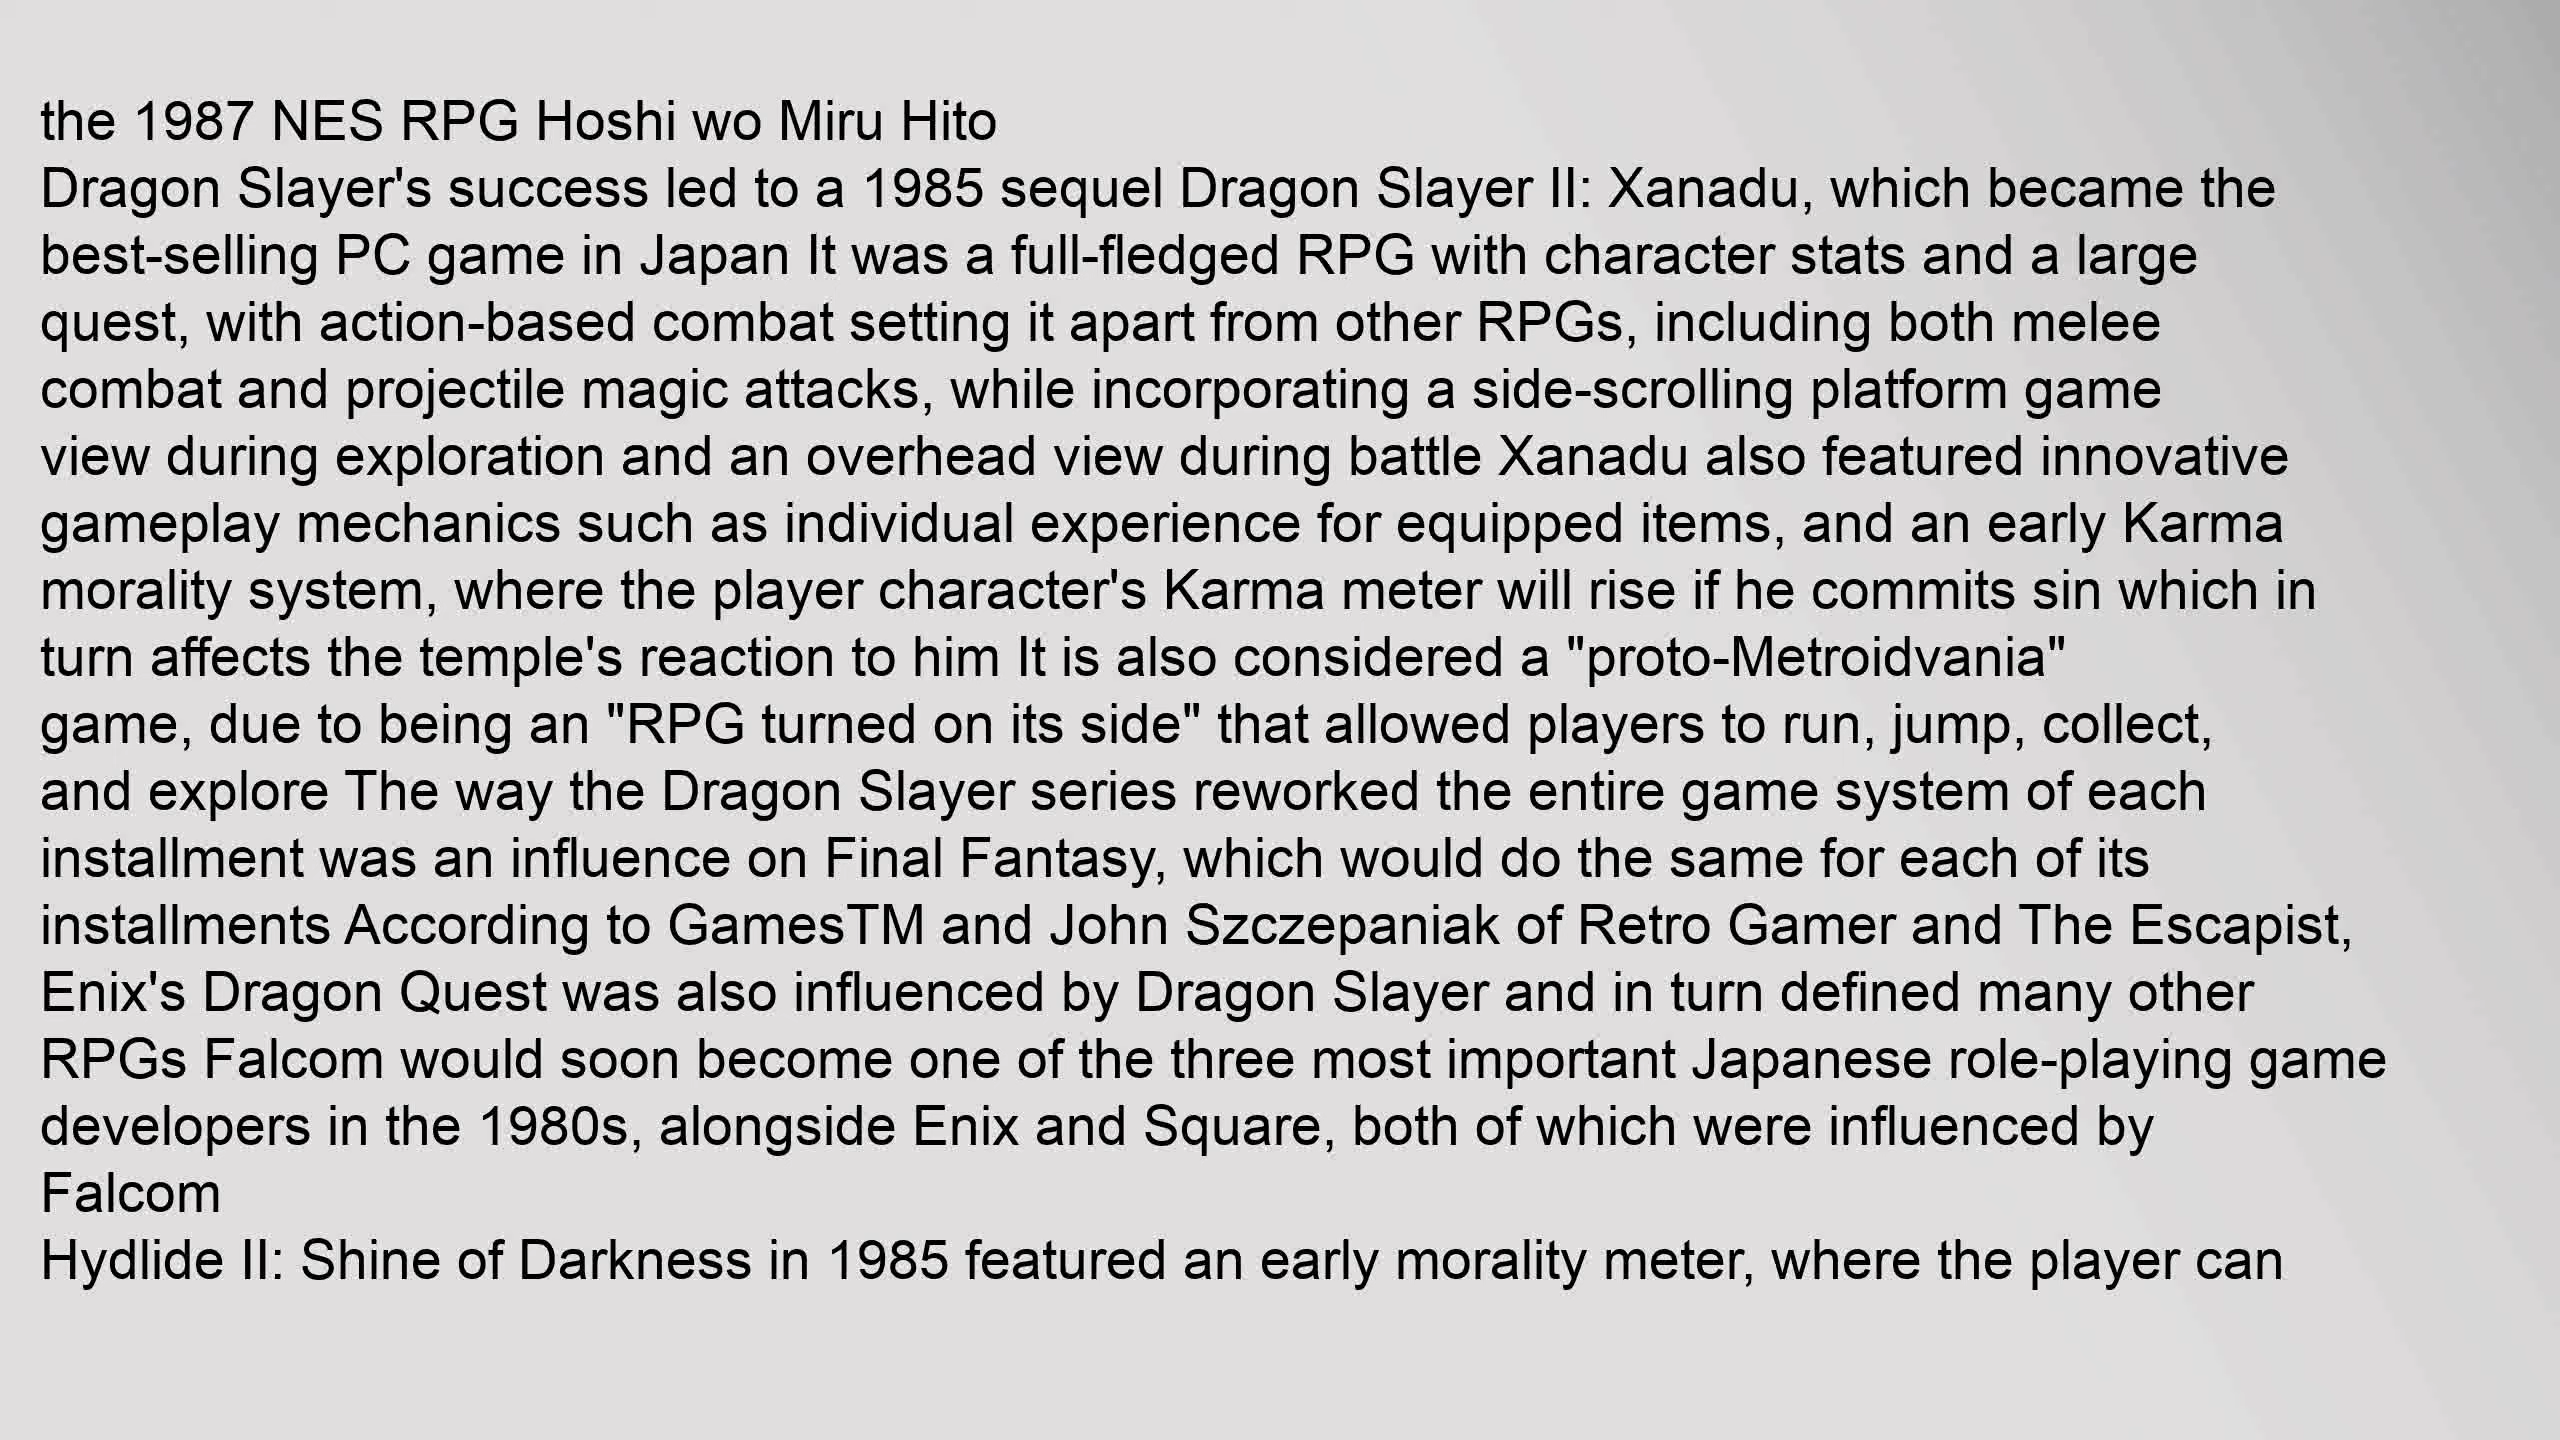 the 1987 NES RPG Hoshi wo Miru Hito
Dragon Slayer's success led to a 1985 sequel Dragon Slayer II: Xanadu, which became the
best-selling PC game in Japan It was a full-fledged RPG with character stats and a large
quest, with action-based combat setting it apart from other RPGs, including both melee
combat and projectile magic attacks, while incorporating a side-scrolling platform game
view during exploration and an overhead view during battle Xanadu also featured innovative
gameplay mechanics such as individual experience for equipped items, and an early Karma
morality system, where the player character's Karma meter will rise if he commits sin which in
turn affects the temple's reaction to him It is also considered a "proto-Metroidvania"
game, due to being an "RPG turned on its side" that allowed players to run, jump, collect,
and explore The way the Dragon Slayer series reworked the entire game system of each
installment was an influence on Final Fantasy, which would do the same for each of its
installments According to GamesTM and John Szczepaniak of Retro Gamer and The Escapist,
Enix's Dragon Quest was also influenced by Dragon Slayer and in turn defined many other
RPGs Falcom would soon become one of the three most important Japanese role-playing game
developers in the 1980s, alongside Enix and Square, both of which were influenced by
Falcom
Hydlide II: Shine of Darkness in 1985 featured an early morality meter, where the player can